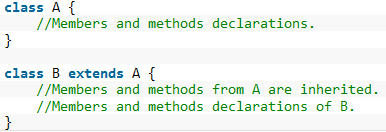 class A {
    //Members and methods declarations.
}

class B extends A {
    //Members and methods from A are inherited.
    //Members and methods declarations of B.
}